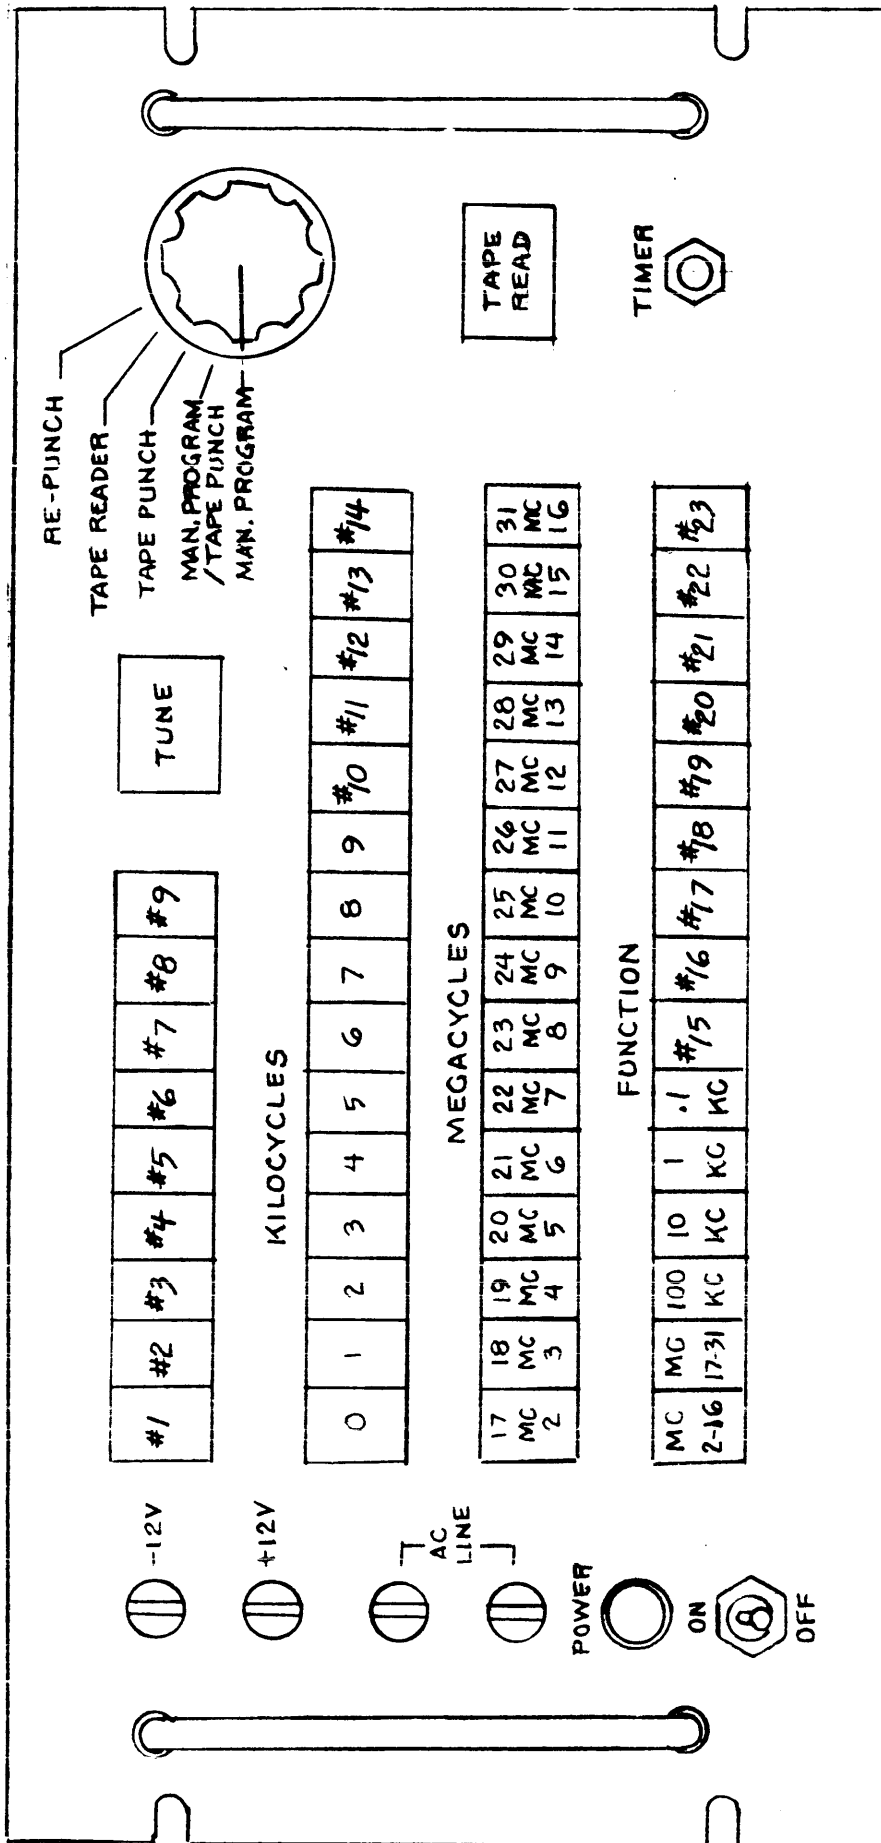 RE-PUNCH
TAPE READER
TAPE PUNCH
MAN. PROGRAM
/TAPE PUNCH
MAN. PROGRAM
-12V
#1 #2 #3 #4 #5 #6 #7 #8 #9
TUNE
+12V
KILOCYCLES
0 1 2 3 4 5 6 7 8 9 #10 #11 #12 #13 #14
AC
LINE
MEGACYCLES
17 18 19 20 21 22 23 24 25 26 27 28 29 30 31
MC MC MC MC MC MC MC MC MC MC MC MC MC MC MC
2 3 4 5 6 7 8 9 10 11 12 13 14 15 16
TAPE
READ
POWER
FUNCTION
TIMER
MC MC 100 10 1 .1 #15 #16 #17 #18 #19 #20 #21 #22 #23
2-16 17-31 KC KC KC KC
ON
OFF